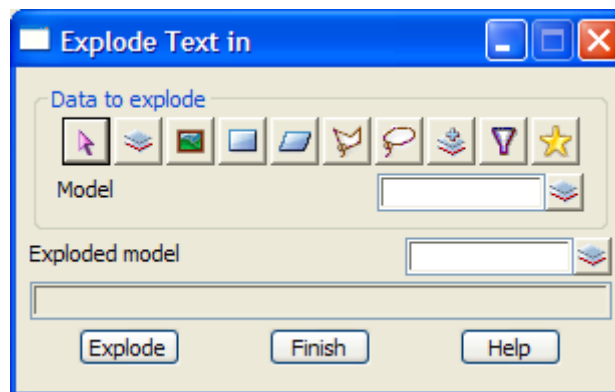 Explode Text in
Data to explode
Model
Exploded model
Explode Finish Help